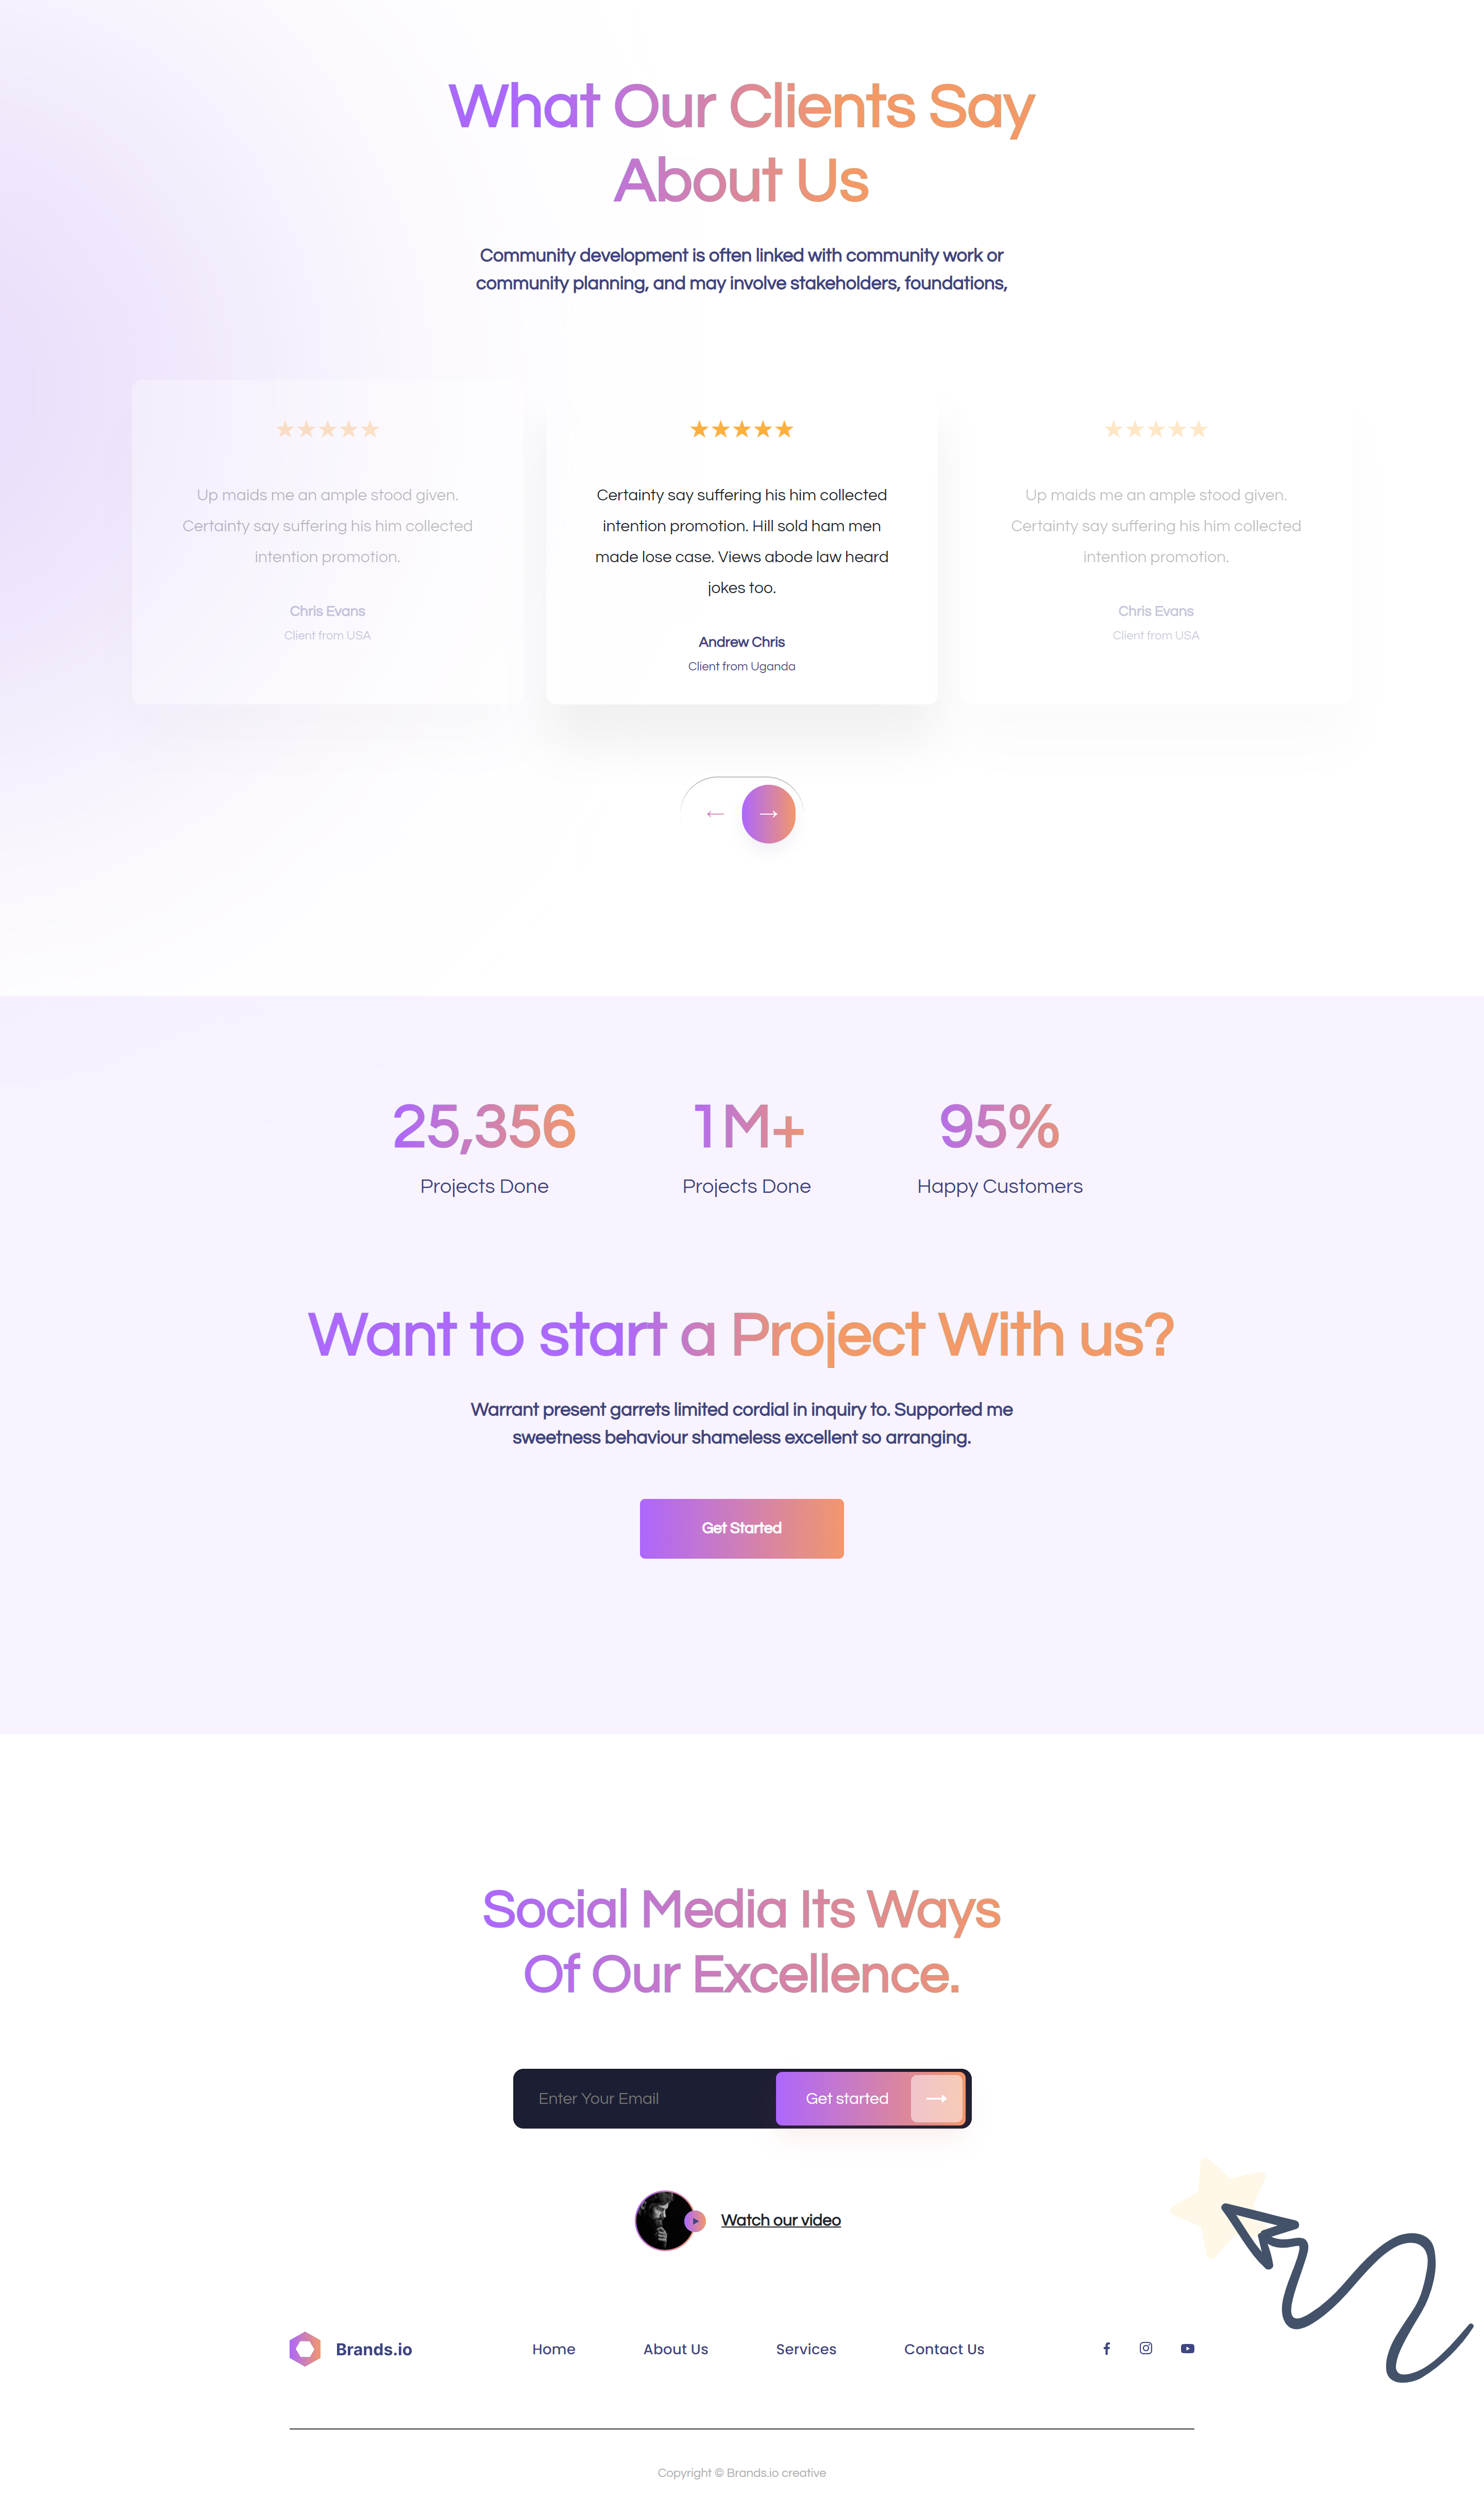 What Our Clients Say
About Us
Community development is often linked with community work or
community planning, and may involve stakeholders, foundations,
Up maids me an ample stood given.
Certainty say suffering his him collected
intention promotion.
Chris Evans
Client from USA
Certainty say suffering his him collected
intention promotion. Hill sold ham men
made lose case. Views abode law heard
jokes too.
Andrew Chris
Client from Uganda
Up maids me an ample stood given.
Certainty say suffering his him collected
intention promotion.
Chris Evans
Client from USA
25,356
Projects Done
1M+
Projects Done
95%
Happy Customers
Want to start a Project With us?
Warrant present garrets limited cordial in inquiry to. Supported me
sweetness behaviour shameless excellent so arranging.
Get Started
Social Media Its Ways
Of Our Excellence.
Enter Your Email
Get started
Watch our video
Brands.io
Home
About Us
Services
Contact Us
Copyright © Brands.io creative